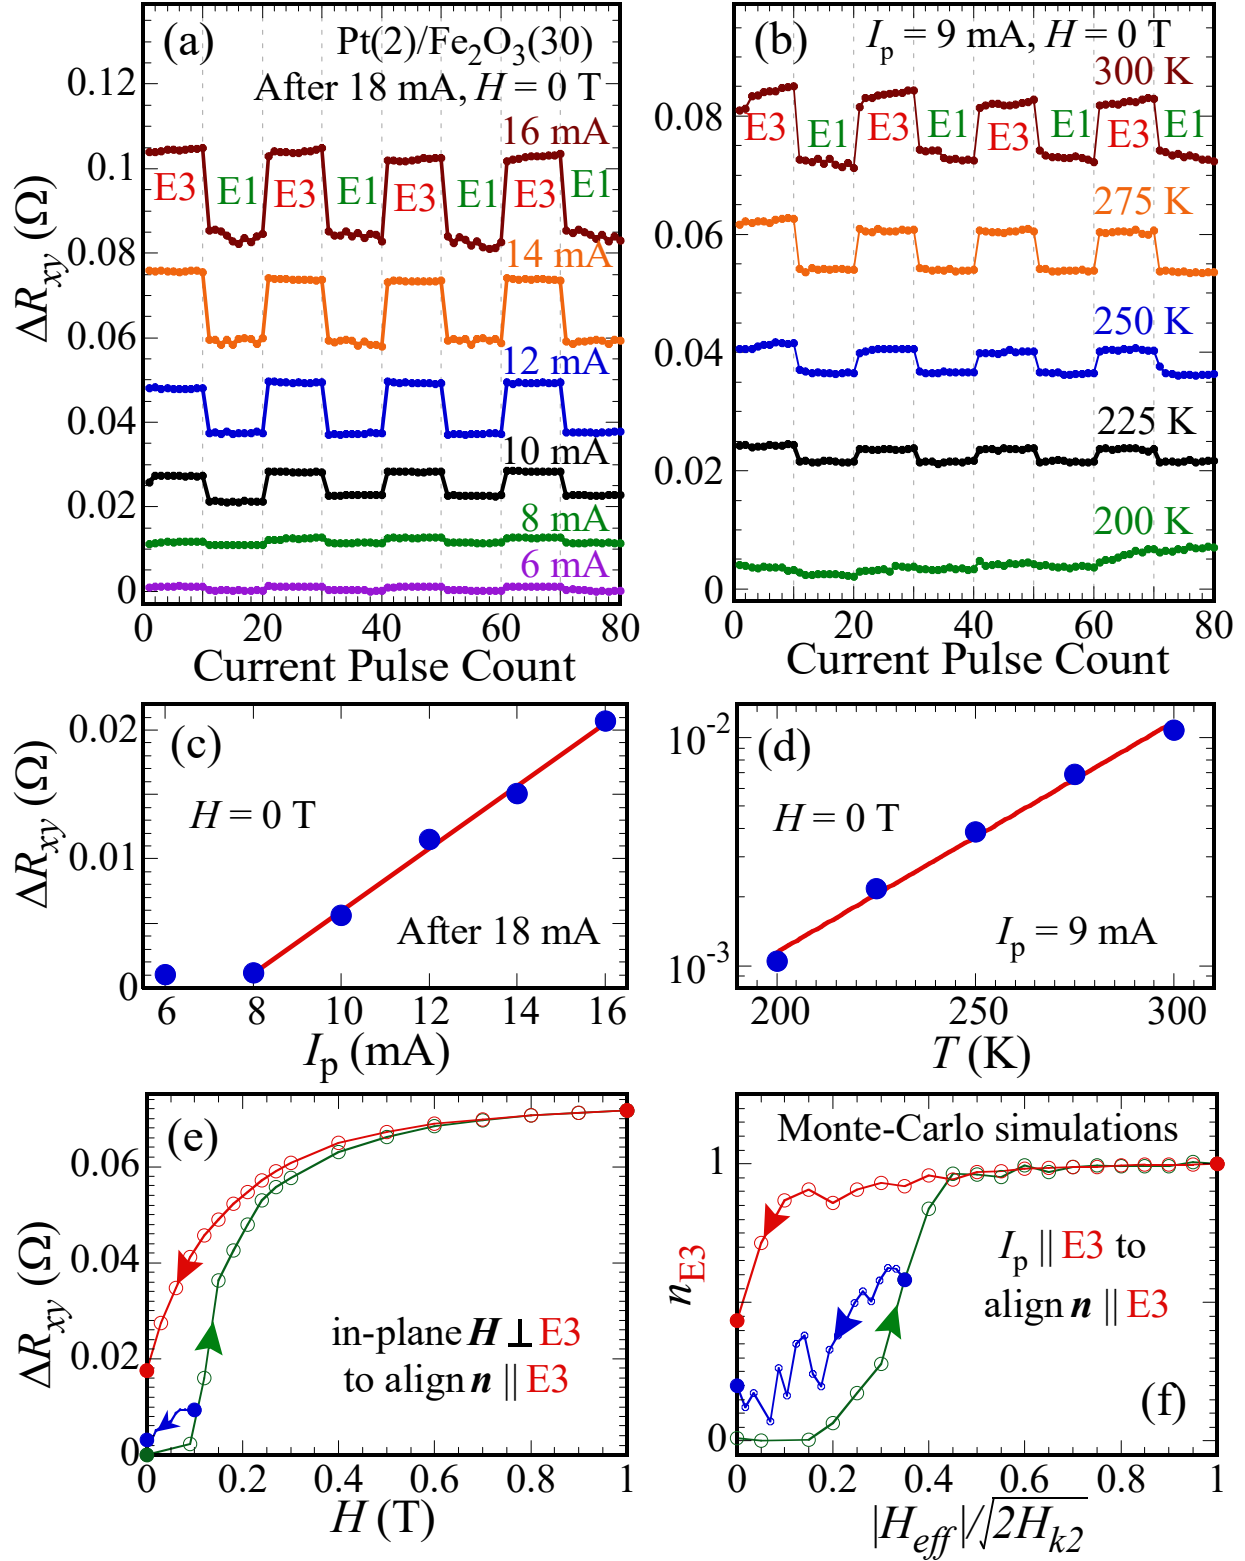 (a)
Pt(2)/Fe₂O₃(30)
After 18 mA, H = 0 T
16 mA
E3 E1 E3 E1 E3 E1 E3 E1
14 mA
12 mA
10 mA
8 mA
6 mA
0.12
0.1
0.08
0.06
0.04
0.02
0
ΔRxy (Ω)
0 20 40 60 80
Current Pulse Count
(b)
Ip = 9 mA, H = 0 T
300 K
E3 E1 E3 E1 E3 E1 E3 E1
275 K
250 K
225 K
200 K
0.08
0.06
0.04
0.02
0
0 20 40 60 80
Current Pulse Count
(c)
H = 0 T
After 18 mA
0.02
0.01
0
ΔRxy (Ω)
6 8 10 12 14 16
Ip (mA)
(d)
H = 0 T
Ip = 9 mA
10⁻²
10⁻³
200 250 300
T (K)
(e)
in-plane H ⊥ E3
to align n || E3
0.06
0.04
0.02
0
ΔRxy (Ω)
0 0.2 0.4 0.6 0.8 1
H (T)
Monte-Carlo simulations
Ip || E3 to
align n || E3
(f)
1
0
nE3
0 0.2 0.4 0.6 0.8 1
|Heff|/√2Hk2